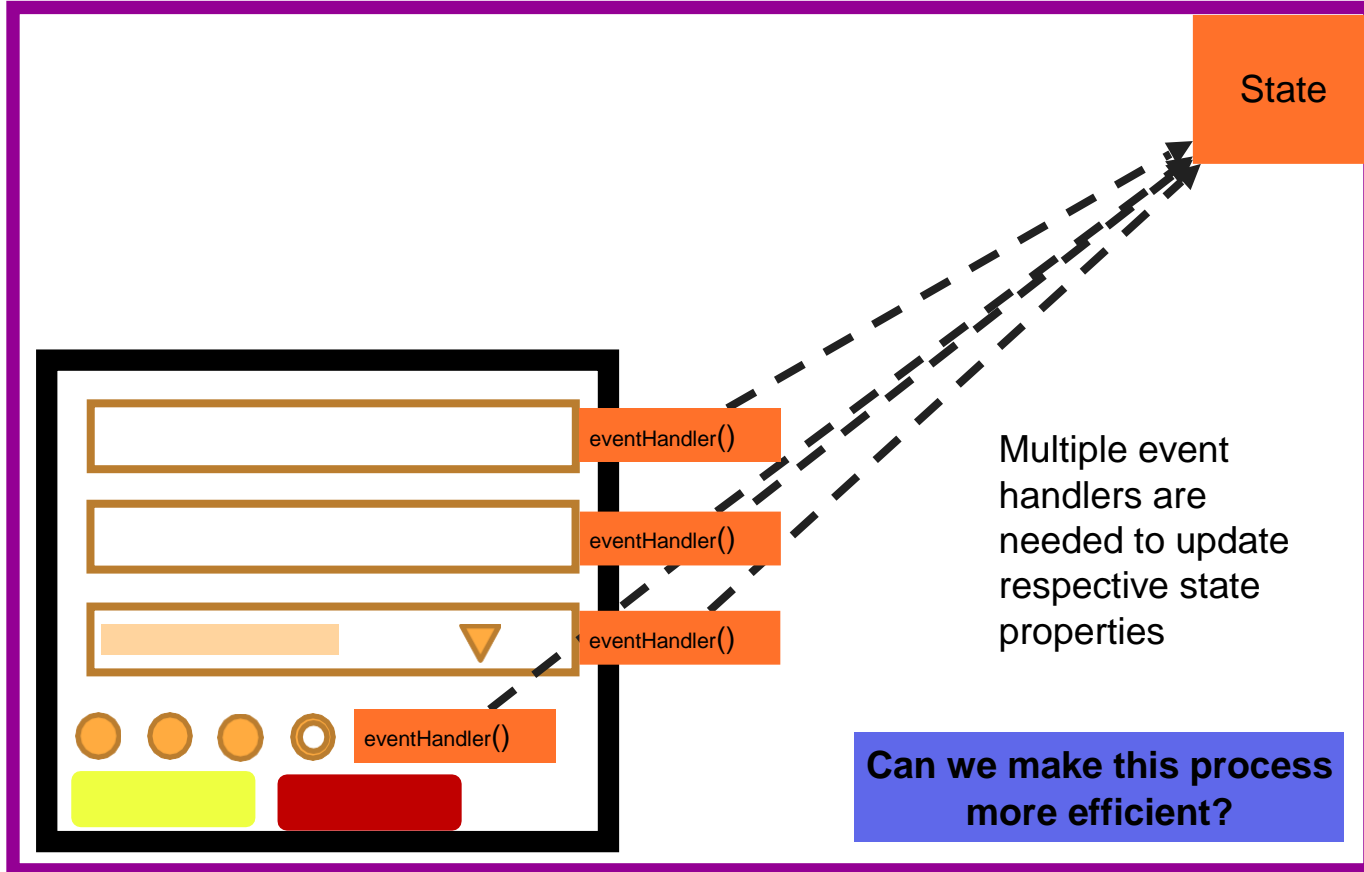 State
eventHandler()
eventHandler()
eventHandler()
eventHandler()
Multiple event
handlers are
needed to update
respective state
properties
Can we make this process
more efficient?